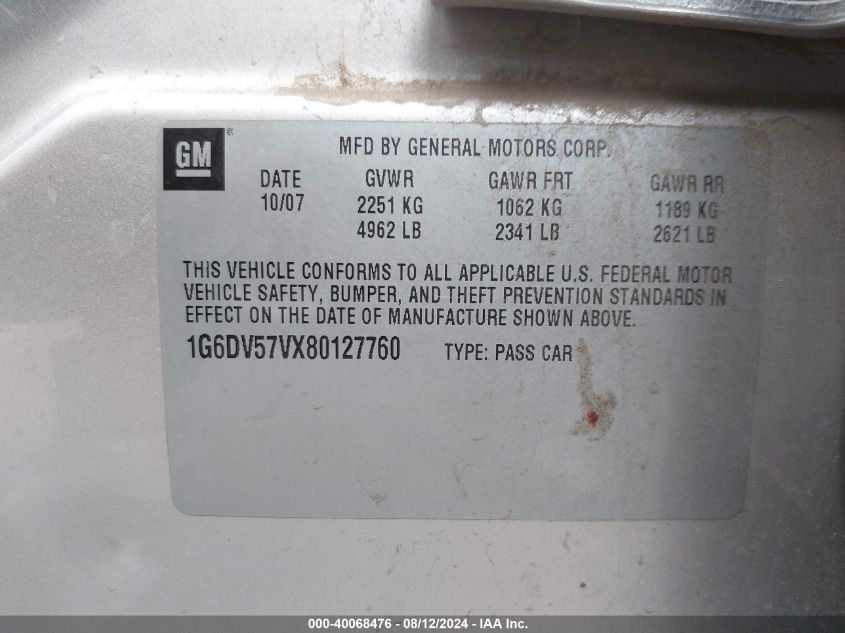 GM®
MFD BY GENERAL MOTORS CORP.
DATE GVWR GAWR FRT GAWR RR
10/07 2251 KG 1062 KG 1189 KG
4962 LB 2341 LB 2621 LB
THIS VEHICLE CONFORMS TO ALL APPLICABLE U.S. FEDERAL MOTOR
VEHICLE SAFETY, BUMPER, AND THEFT PREVENTION STANDARDS IN
EFFECT ON THE DATE OF MANUFACTURE SHOWN ABOVE.
1G6DV57VX80127760 TYPE: PASS CAR
000-40068476 - 08/12/2024 - IAA Inc.